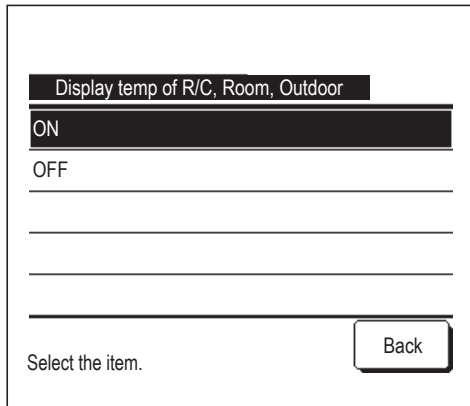 Display temp of R/C, Room, Outdoor
ON
OFF
Back
Select the item.